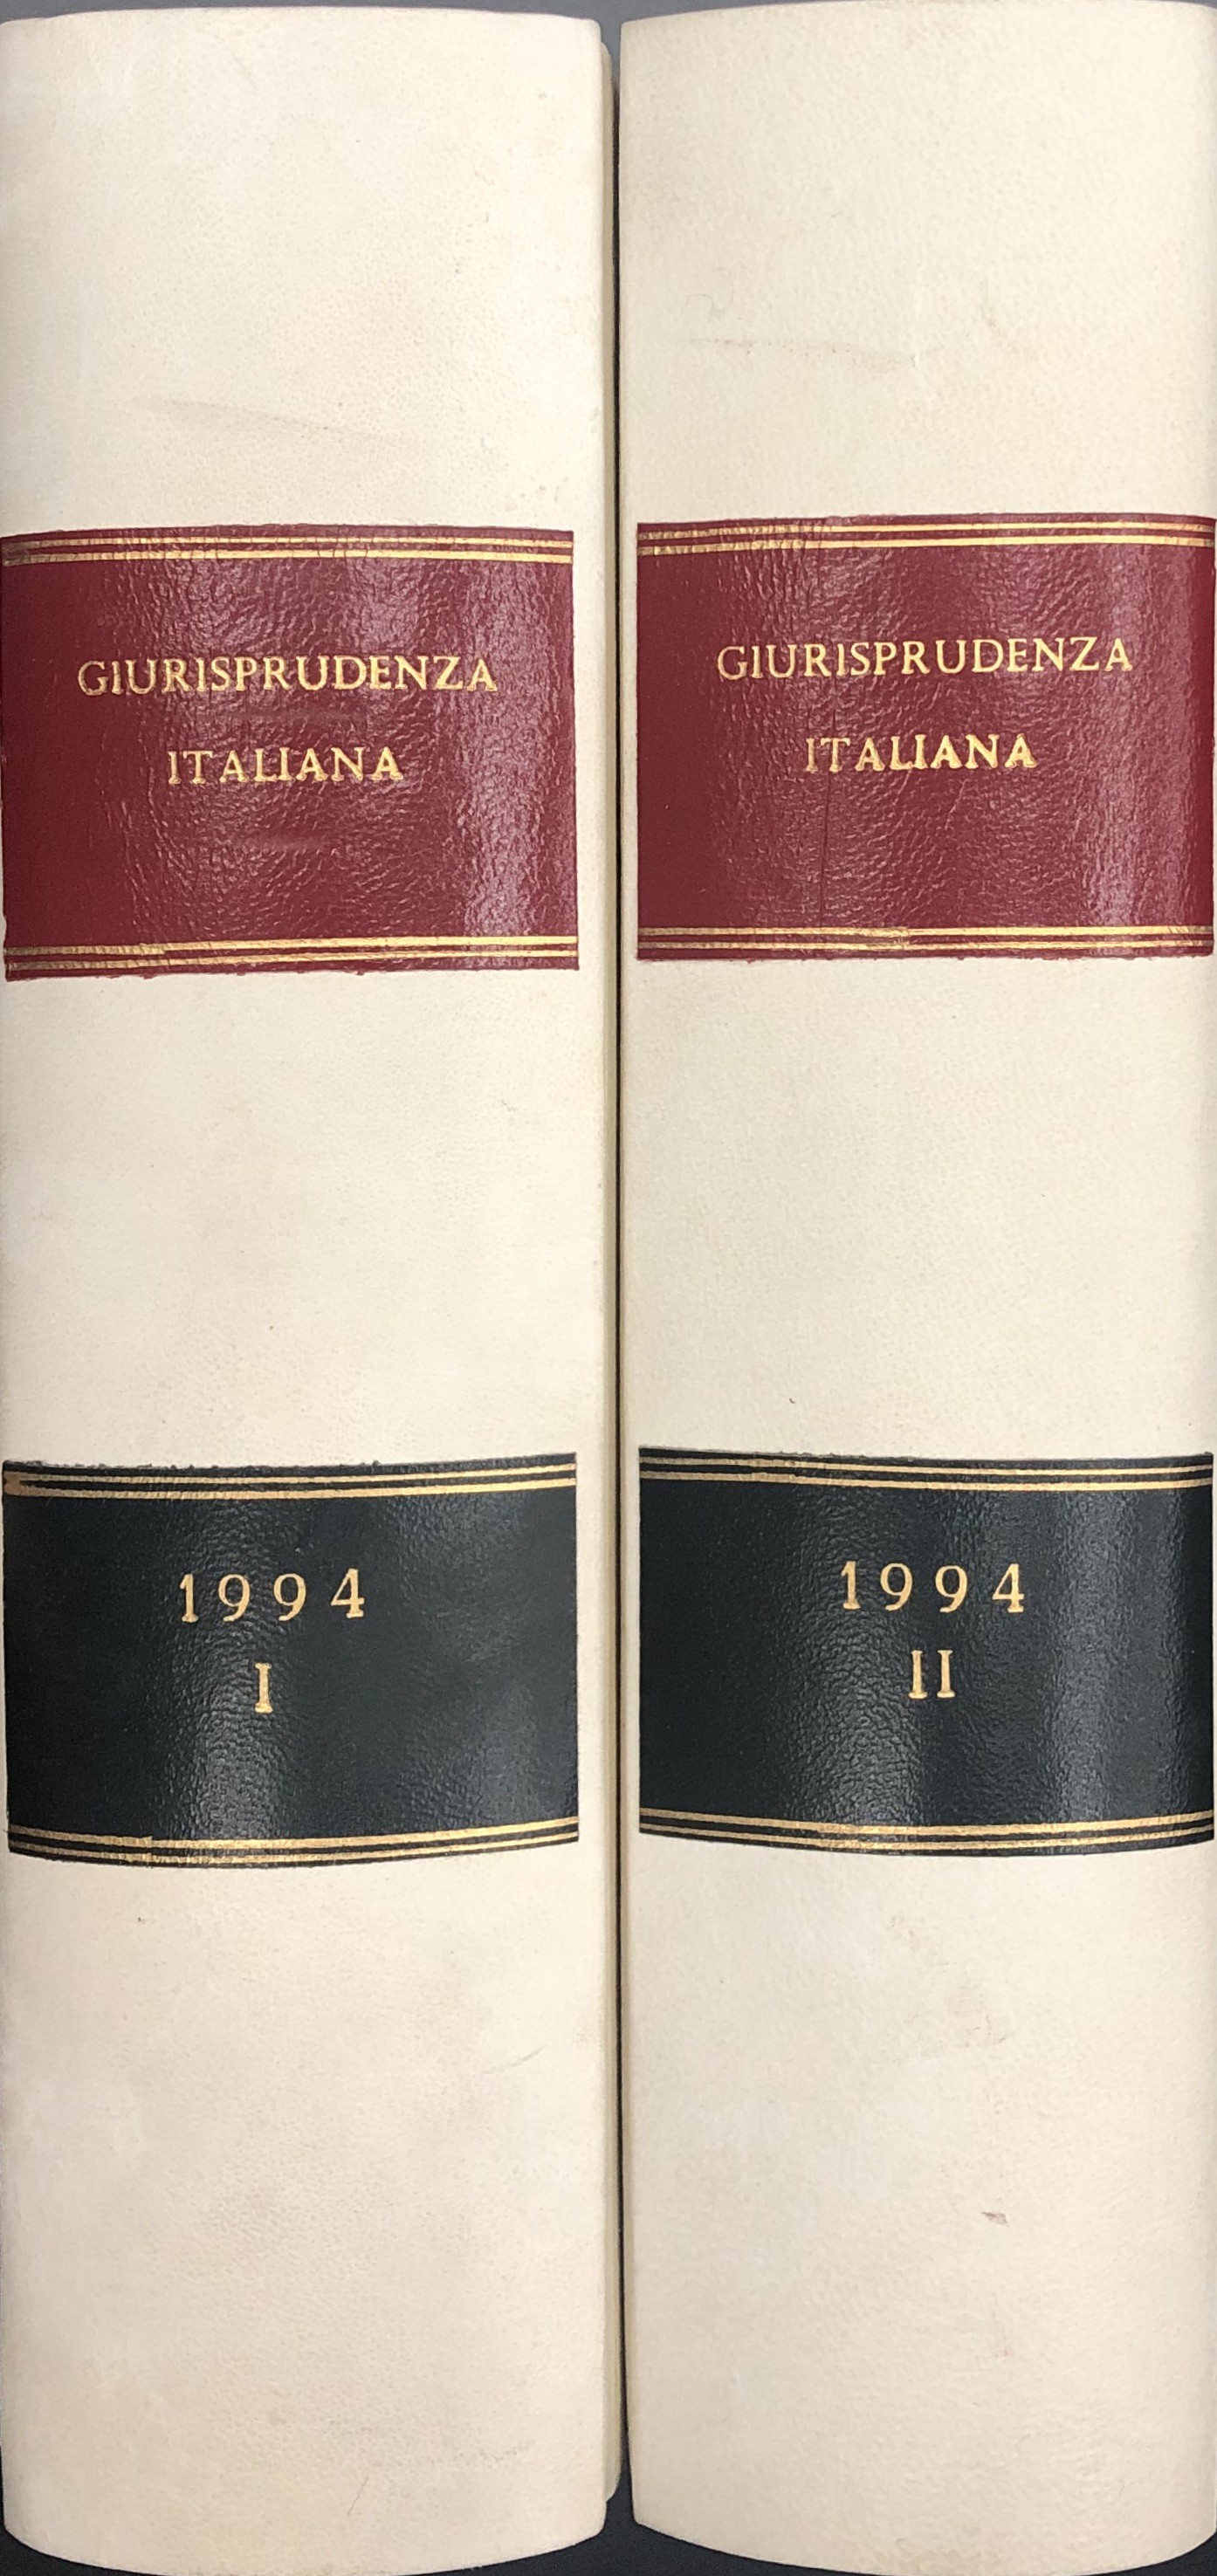 GIURISPRUDENZA
ITALIANA
1994
I
GIURISPRUDENZA
ITALIANA
1994
II